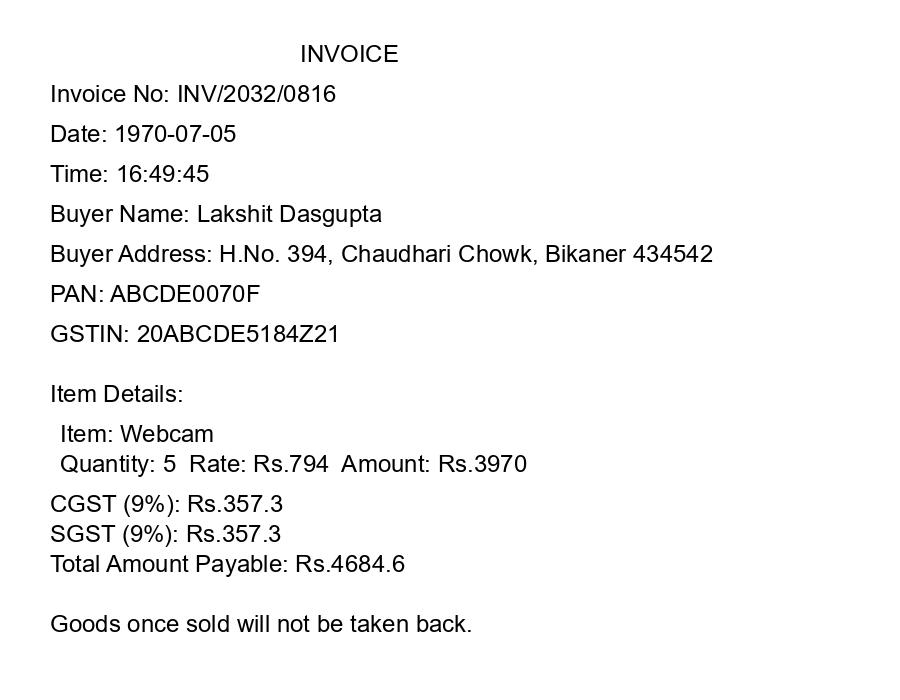 INVOICE
Invoice No: INV/2032/0816
Date: 1970-07-05
Time: 16:49:45
Buyer Name: Lakshit Dasgupta
Buyer Address: H.No. 394, Chaudhari Chowk, Bikaner 434542
PAN: ABCDE0070F
GSTIN: 20ABCDE5184Z21
Item Details:
Item: Webcam
Quantity: 5  Rate: Rs.794  Amount: Rs.3970
CGST (9%): Rs.357.3
SGST (9%): Rs.357.3
Total Amount Payable: Rs.4684.6
Goods once sold will not be taken back.